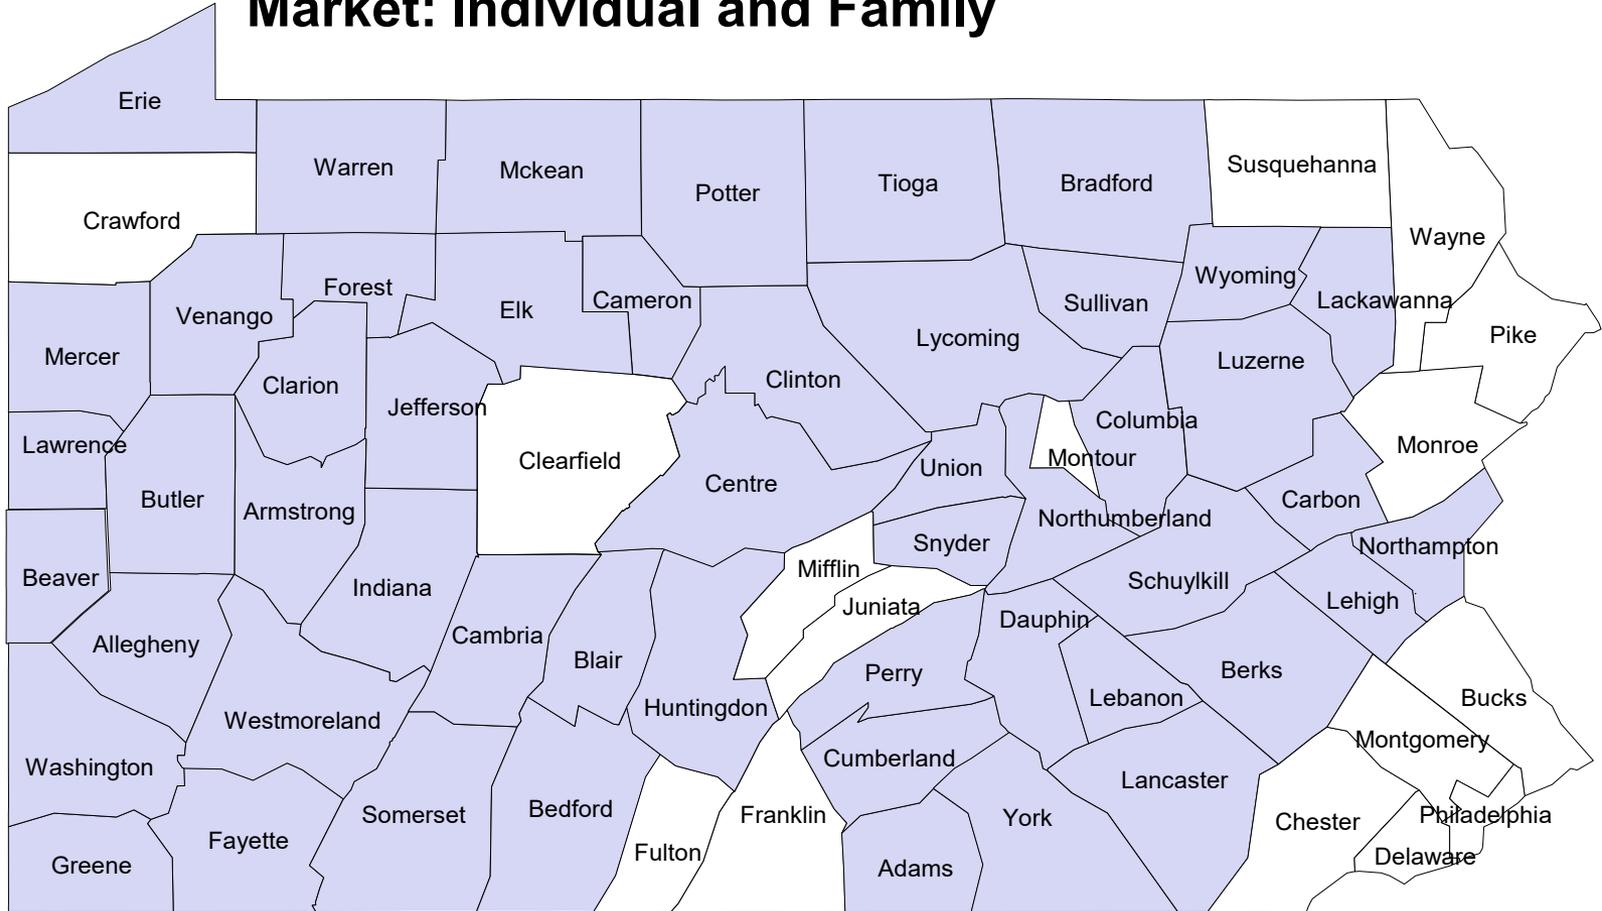 Market: Individual and Family
Erie
Warren
Mckean
Potter
Tioga
Bradford
Susquehanna
Crawford
Wayne
Forest
Venango
Elk
Cameron
Wyoming
Sullivan
Lackawanna
Mercer
Lycoming
Pike
Clarion
Clinton
Luzerne
Jefferson
Columbia
Lawrence
Clearfield
Union
Montour
Monroe
Centre
Butler
Armstrong
Carbon
Northumberland
Snyder
Northampton
Beaver
Mifflin
Indiana
Juniata
Schuylkill
Lehigh
Allegheny
Cambria
Dauphin
Blair
Perry
Berks
Lebanon
Bucks
Westmoreland
Huntingdon
Montgomery
Washington
Cumberland
Lancaster
Somerset
Bedford
Franklin
York
Chester
Philadelphia
Fayette
Fulton
Delaware
Greene
Adams